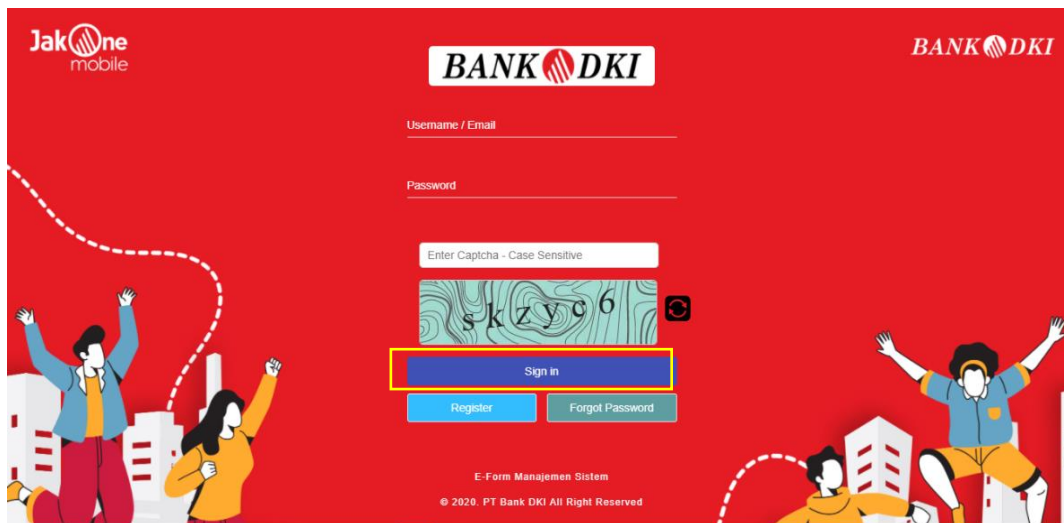 JakOne
mobile
BANK DKI
BANK DKI
Username / Email
Password
Enter Captcha - Case Sensitive
skzyc6
Sign in
Register
Forgot Password
E-Form Manajemen Sistem
© 2020. PT Bank DKI All Right Reserved